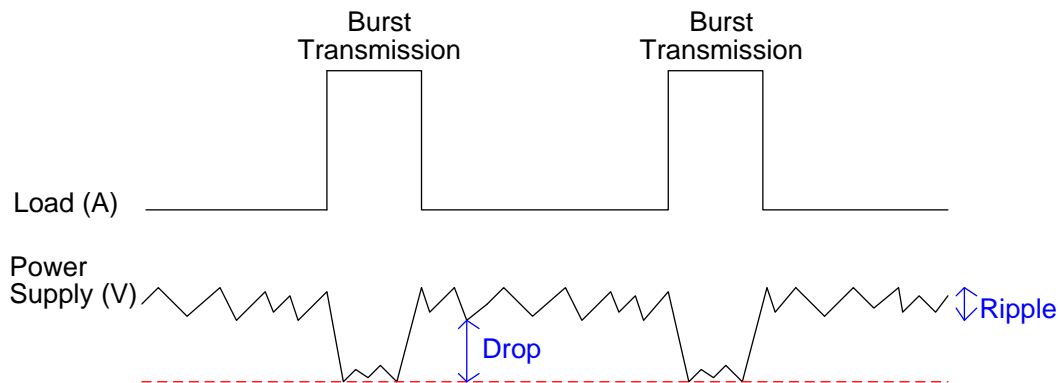 Burst
Transmission
Burst
Transmission
Load (A)
Power
Supply (V)
Ripple
Drop